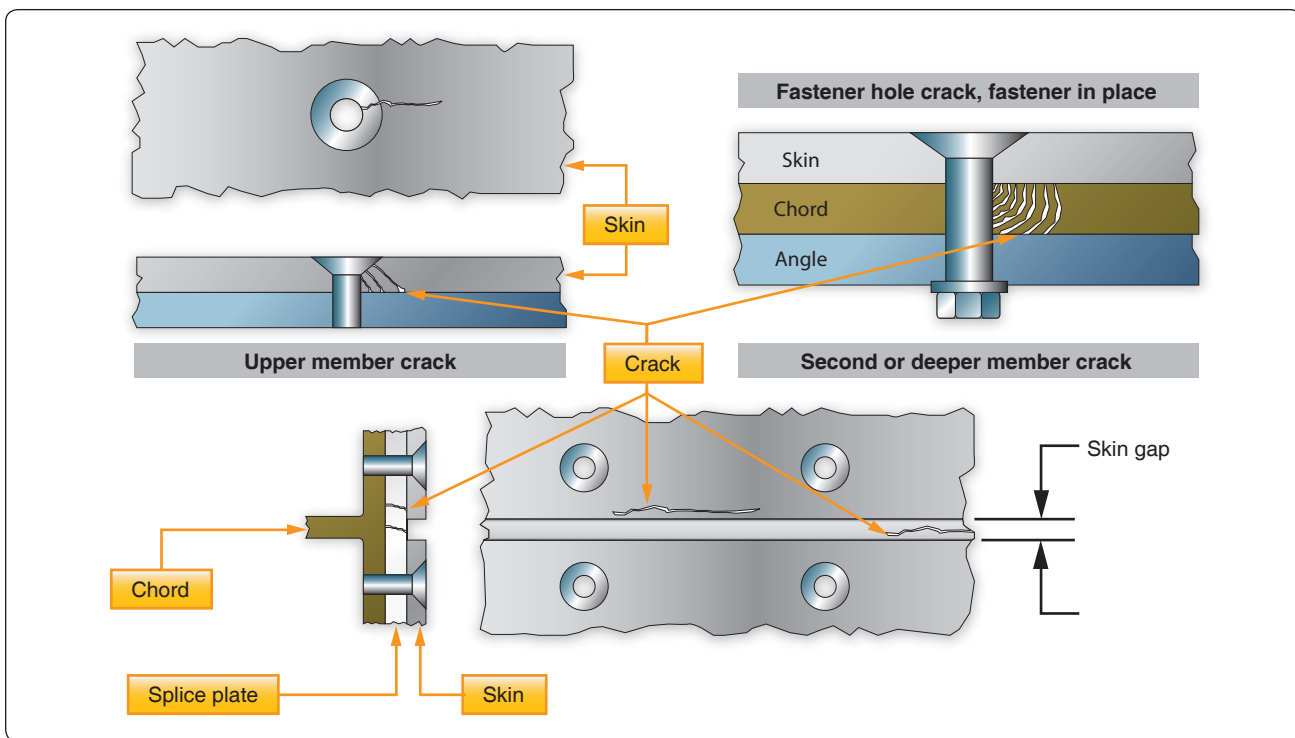 Fastener hole crack, fastener in place
Skin
Chord
Angle
Skin
Upper member crack
Crack
Second or deeper member crack
Skin gap
Chord
Splice plate
Skin